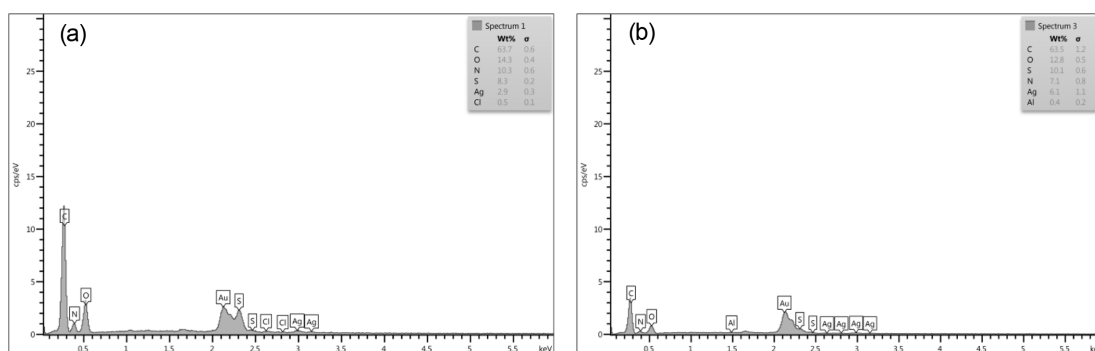 (a)
Spectrum 1
Wt% σ
C 63.7 0.6
O 14.3 0.4
N 10.3 0.6
S 8.3 0.2
Ag 2.9 0.3
Cl 0.5 0.1
25
20
15
10
5
0
cps/eV
C
N
O
Au
S
S
Cl
Cl
Ag
Ag
0.5 1 2 2.5 3 3.5 4 4.5 5 5.5 keV
(b)
Spectrum 3
Wt% σ
C 63.5 1.2
O 12.8 0.5
S 10.1 0.6
N 7.1 0.8
Ag 6.1 1.1
Al 0.4 0.2
25
20
15
10
5
0
cps/eV
C
N
O
Al
Au
S
S
Ag
Ag
Ag
Ag
0.5 1 1.5 2 2.5 3 3.5 4 4.5 5 5.5 keV